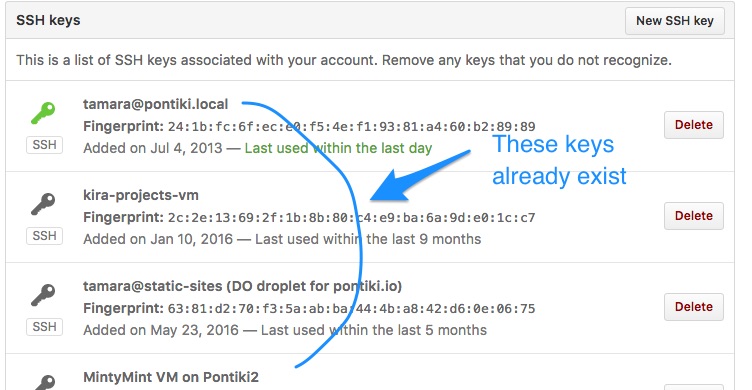 SSH keys
New SSH key
This is a list of SSH keys associated with your account. Remove any keys that you do not recognize.
tamara@pontiki.local
Fingerprint: 24:1b:fc:6f:ec:e0:f5:4e:f1:93:81:a4:60:b2:89:89
Added on Jul 4, 2013 — Last used within the last day
SSH
Delete
These keys
already exist
kira-projects-vm
Fingerprint: 2c:2e:13:69:2f:1b:8b:80:c4:e9:ba:6a:9d:e0:1c:c7
Added on Jan 10, 2016 — Last used within the last 9 months
SSH
Delete
tamara@static-sites (DO droplet for pontiki.io)
Fingerprint: 63:81:d2:70:f3:5a:ab:ba:44:4b:a8:42:d6:0e:06:75
Added on May 23, 2016 — Last used within the last 5 months
SSH
Delete
MintyMint VM on Pontiki2